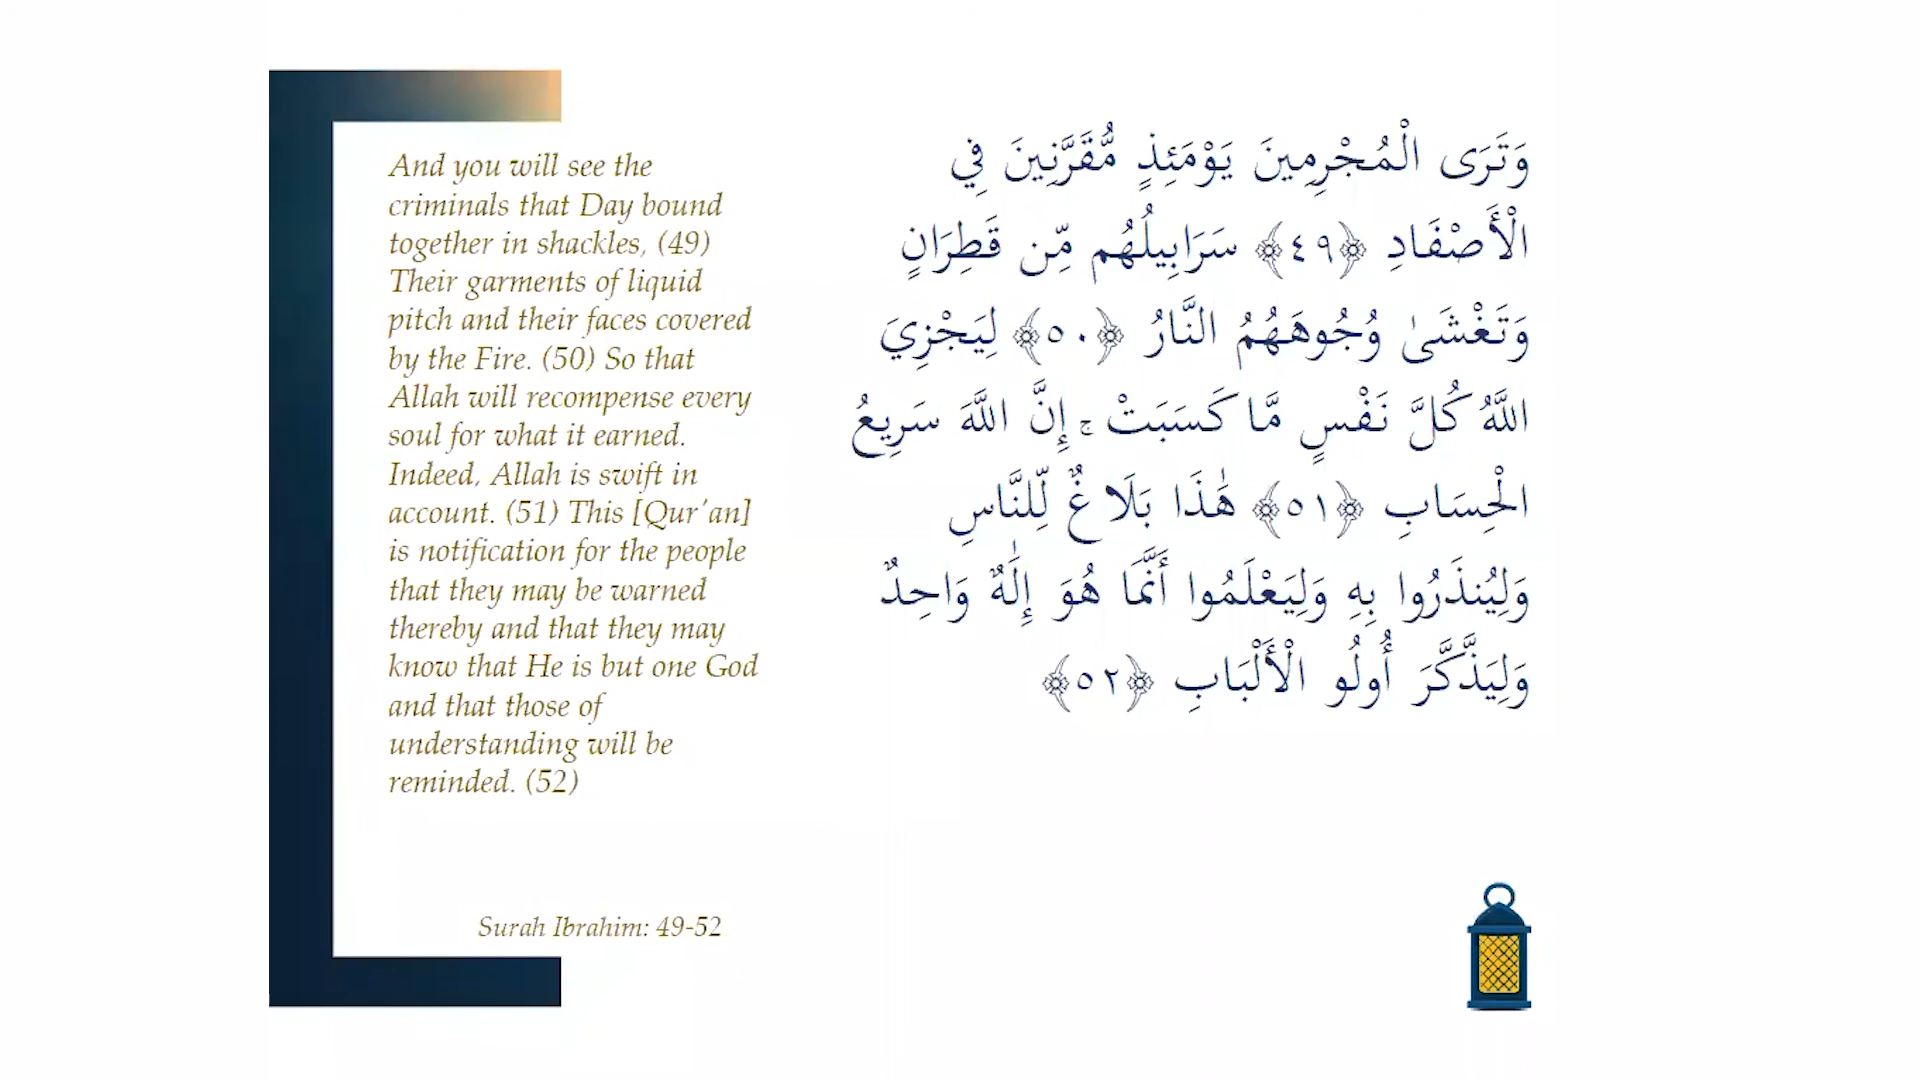 And you will see the
criminals that Day bound
together in shackles, (49)
Their garments of liquid
pitch and their faces covered
by the Fire. (50) So that
Allah will recompense every
soul for what it earned.
Indeed, Allah is swift in
account. (51) This [Qur'an]
is notification for the people
that they may be warned
thereby and that they may
know that He is but one God
and that those of
understanding will be
reminded. (52)
Surah Ibrahim: 49-52
وَتَرَى الْمُجْرِمِينَ يَوْمَئِذٍ مُّقَرَّنِينَ فِي
الْأَصْفَادِ ﴿٤٩﴾ سَرَابِيلُهُم مِّن قَطِرَانٍ
وَتَغْشَىٰ وُجُوهَهُمُ النَّارُ ﴿٥٠﴾ لِيَجْزِيَ
اللَّهُ كُلَّ نَفْسٍ مَّا كَسَبَتْ ۚ إِنَّ اللَّهَ سَرِيعُ
الْحِسَابِ ﴿٥١﴾ هَٰذَا بَلَاغٌ لِّلنَّاسِ
وَلِيُنذَرُوا بِهِ وَلِيَعْلَمُوا أَنَّمَا هُوَ إِلَٰهٌ وَاحِدٌ
وَلِيَذَّكَّرَ أُولُو الْأَلْبَابِ ﴿٥٢﴾